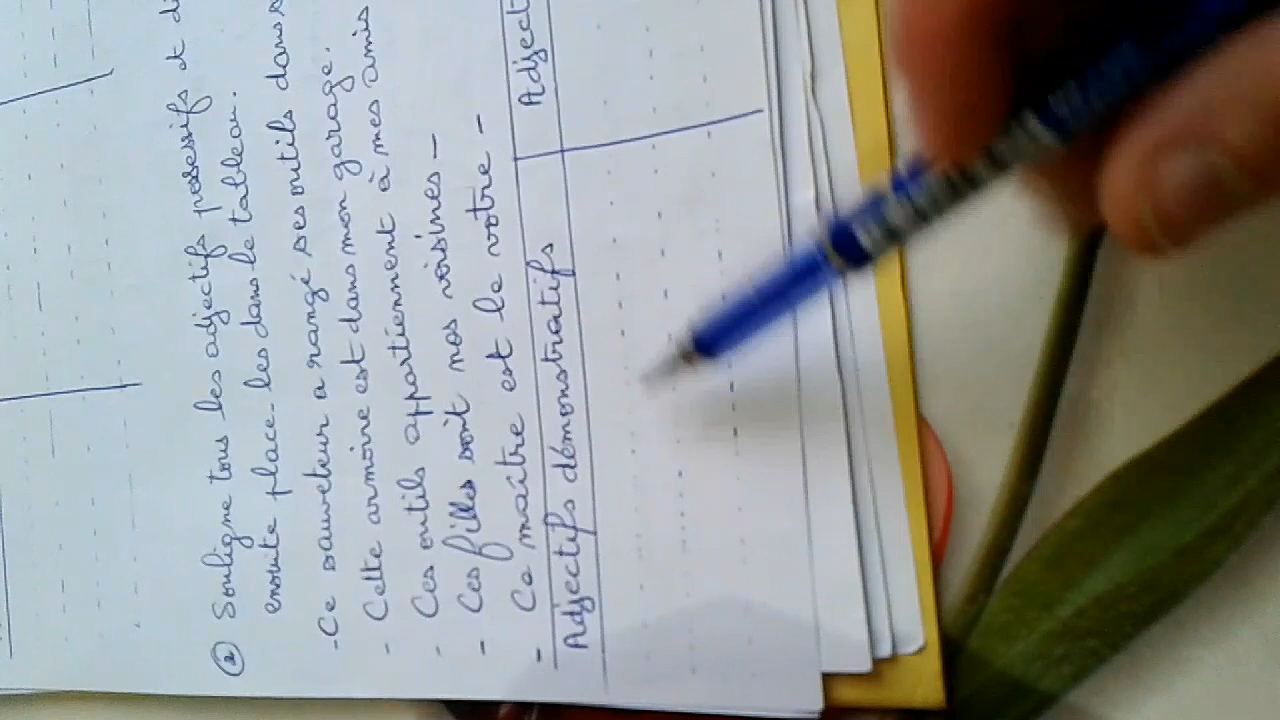 ② Souligne tous les adjectifs possessifs et d
ensuite place-les dans le tableau.
- Ce sauveteur a rangé ses outils dans s
- Cette armoire est dans mon garage.
- Ces outils appartiennent à mes amis
- Ces filles sont nos voisines -
- Ce maître est le vôtre -
Adjectifs démonstratifs Adject